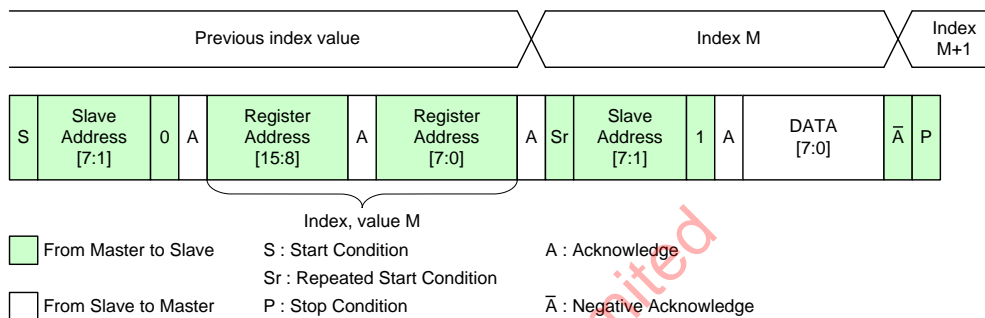 Previous index value
Index M
Index
M+1
S
Slave
Address
[7:1]
0
A
Register
Address
[15:8]
A
Register
Address
[7:0]
A
Sr
Slave
Address
[7:1]
1
A
DATA
[7:0]
A̅
P
Index, value M
From Master to Slave
S : Start Condition
A : Acknowledge
Sr : Repeated Start Condition
From Slave to Master
P : Stop Condition
A̅ : Negative Acknowledge